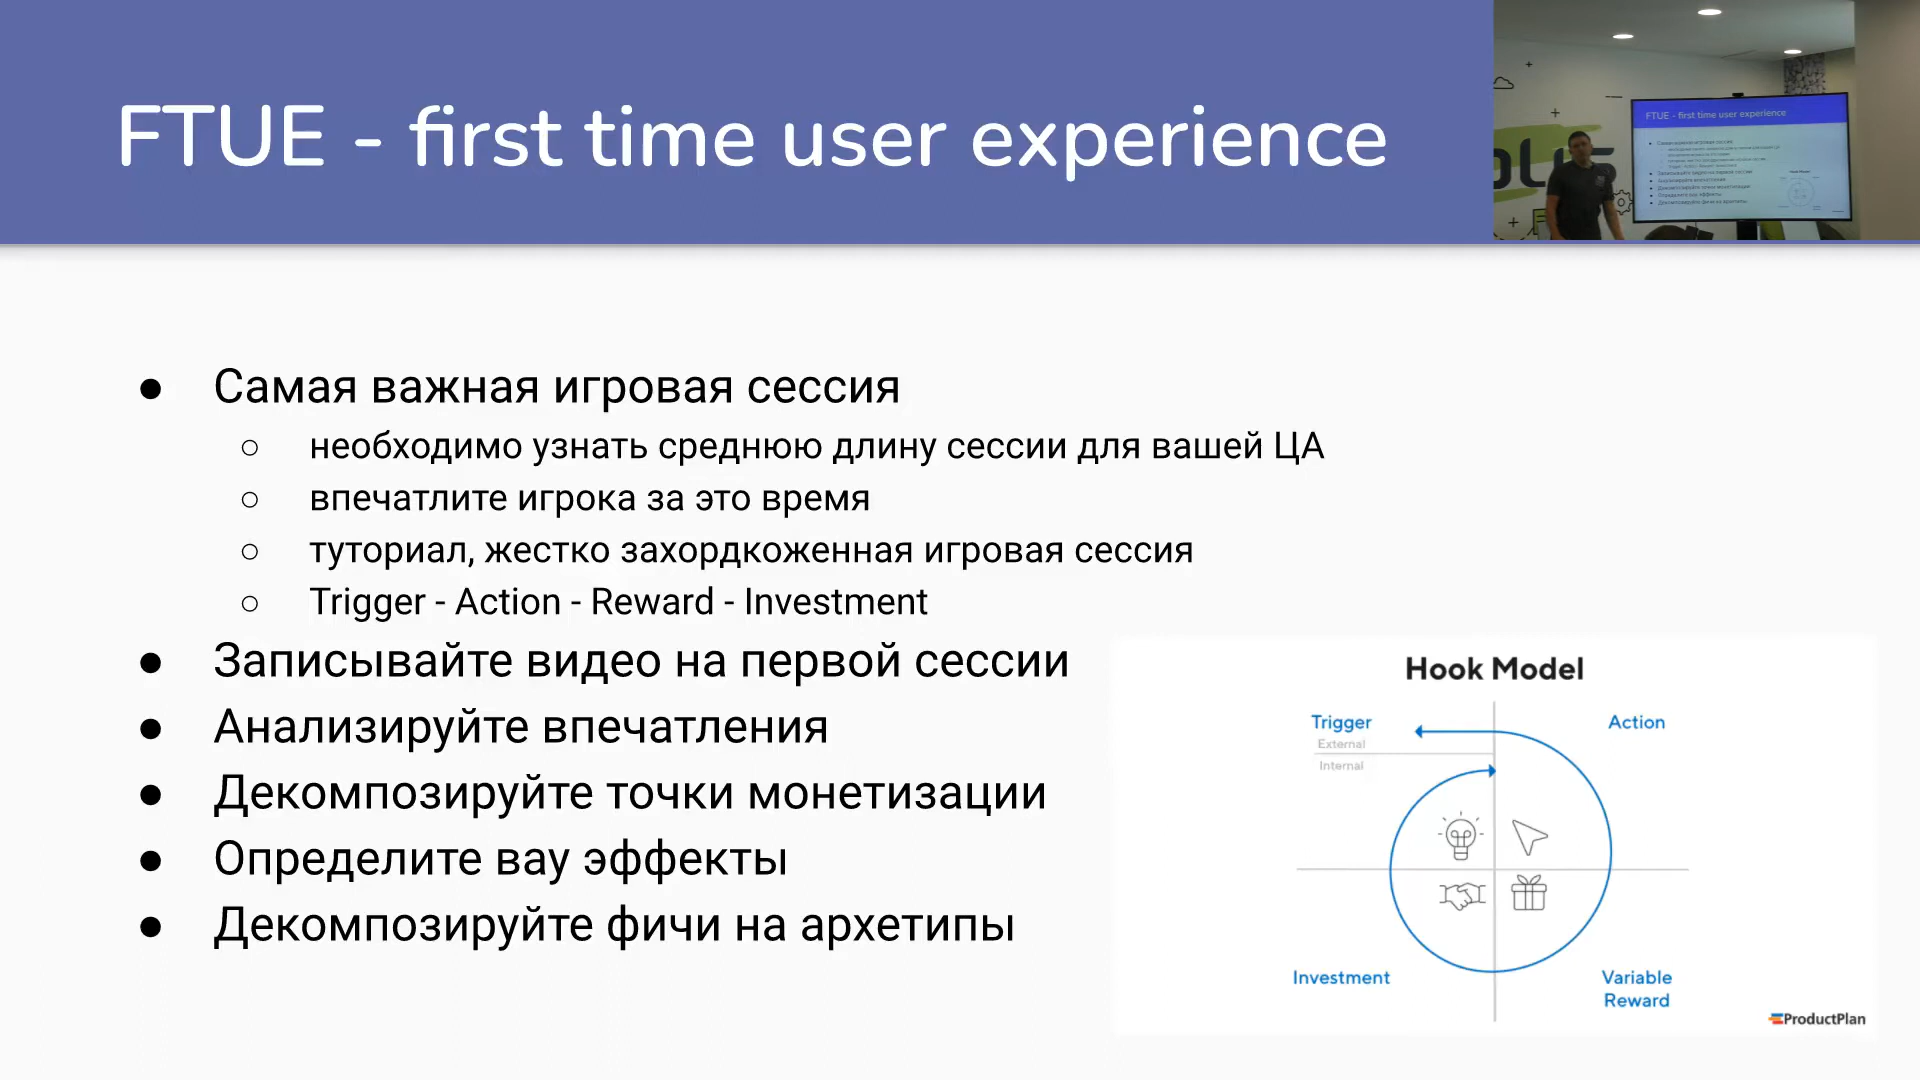 FTUE - first time user experience
FTUE - first time user experience
● Самая важная игровая сессия
○ необходимо узнать среднюю длину сессии для вашей ЦА
○ впечатлите игрока за это время
○ туториал, жестко захордкоженная игровая сессия
○ Trigger - Action - Reward - Investment
● Записывайте видео на первой сессии
● Анализируйте впечатления
● Декомпозируйте точки монетизации
● Определите вау эффекты
● Декомпозируйте фичи на архетипы
Hook Model
Trigger
External
Internal
Action
Investment
Variable
Reward
ProductPlan